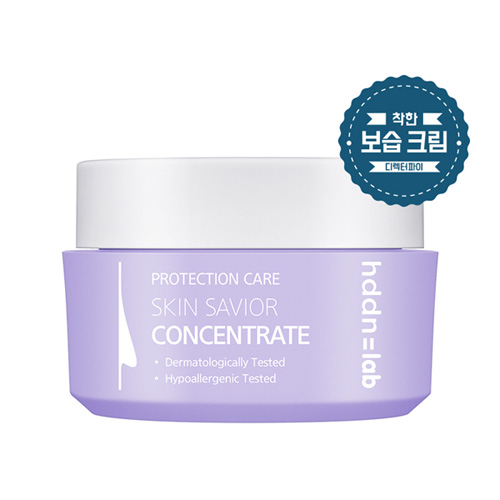 착한
보습 크림
디렉터파이
PROTECTION CARE
SKIN SAVIOR
CONCENTRATE
• Dermatologically Tested
• Hypoallergenic Tested
hddn=lab